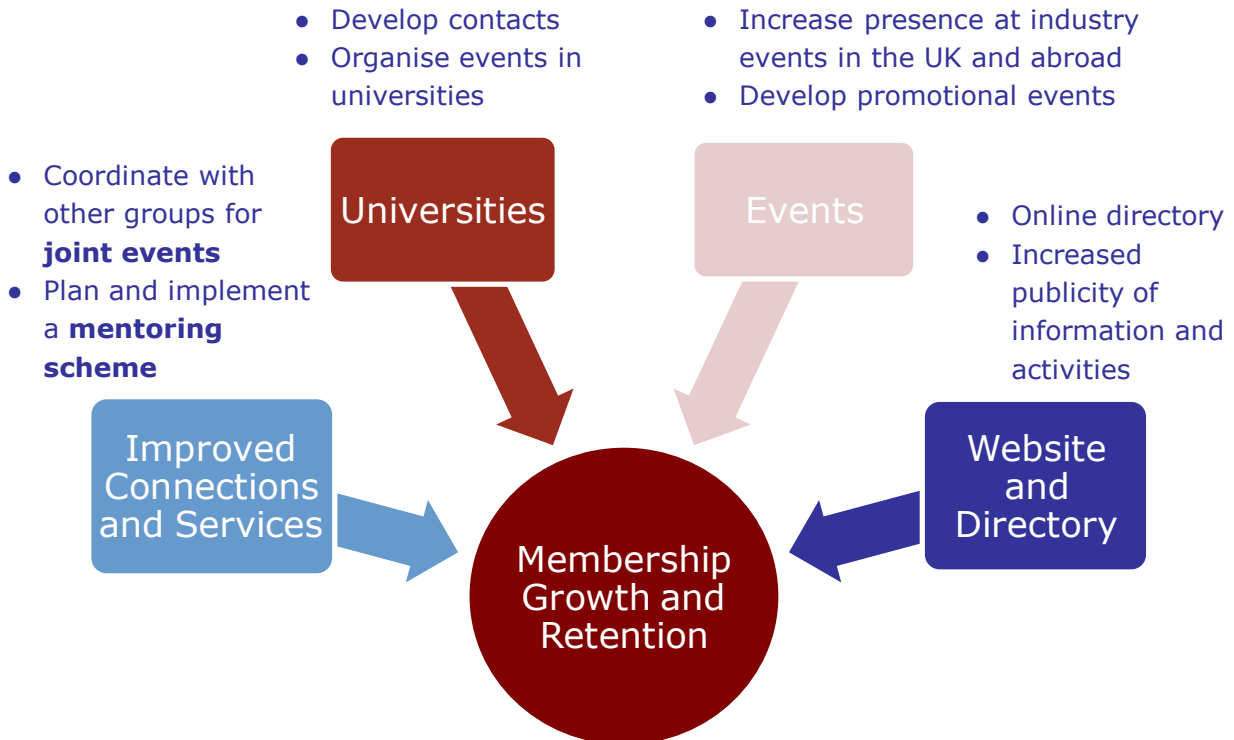 ● Develop contacts
● Organise events in
universities
● Increase presence at industry
events in the UK and abroad
● Develop promotional events
● Coordinate with
other groups for
joint events
● Plan and implement
a mentoring
scheme
Universities
Events
● Online directory
● Increased
publicity of
information and
activities
Improved
Connections
and Services
Website
and
Directory
Membership
Growth and
Retention